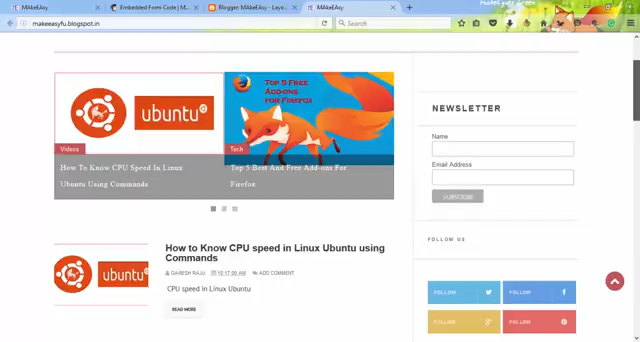 MAkeEAsy
Embedded Form Code | M...
Blogger: MAkeEAsy - Layo...
MAkeEAsy
makeeasyfu.blogspot.in
Search
ubuntu
TOP 5 FREE
ADD-ONS
FOR FIREFOX
Videos
Tech
How To Know CPU Speed In Linux
Ubuntu Using Commands
Top 5 Best And Free Add-ons For
Firefox
NEWSLETTER
Name
Email Address
SUBSCRIBE
FOLLOW US
ubuntu
How to Know CPU speed in Linux Ubuntu using
Commands
GARESH RAJU 10:17:00 AM ADD COMMENT
CPU speed in Linux Ubuntu
READ MORE
FOLLOW
FOLLOW
FOLLOW
FOLLOW